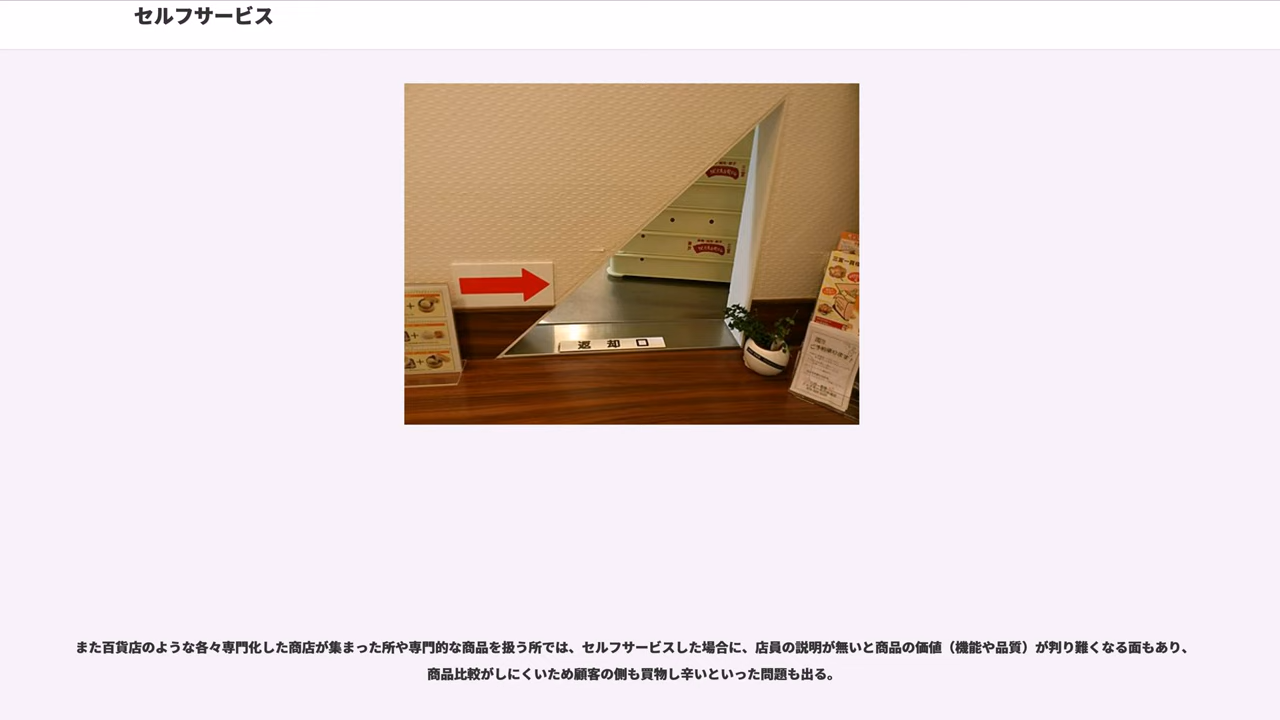 セルフサービス
返却口
また百貨店のような各々専門化した商店が集まった所や専門的な商品を扱う所では、セルフサービスした場合に、店員の説明が無いと商品の価値（機能や品質）が判り難くなる面もあり、
商品比較がしにくいため顧客の側も買物し辛いといった問題も出る。